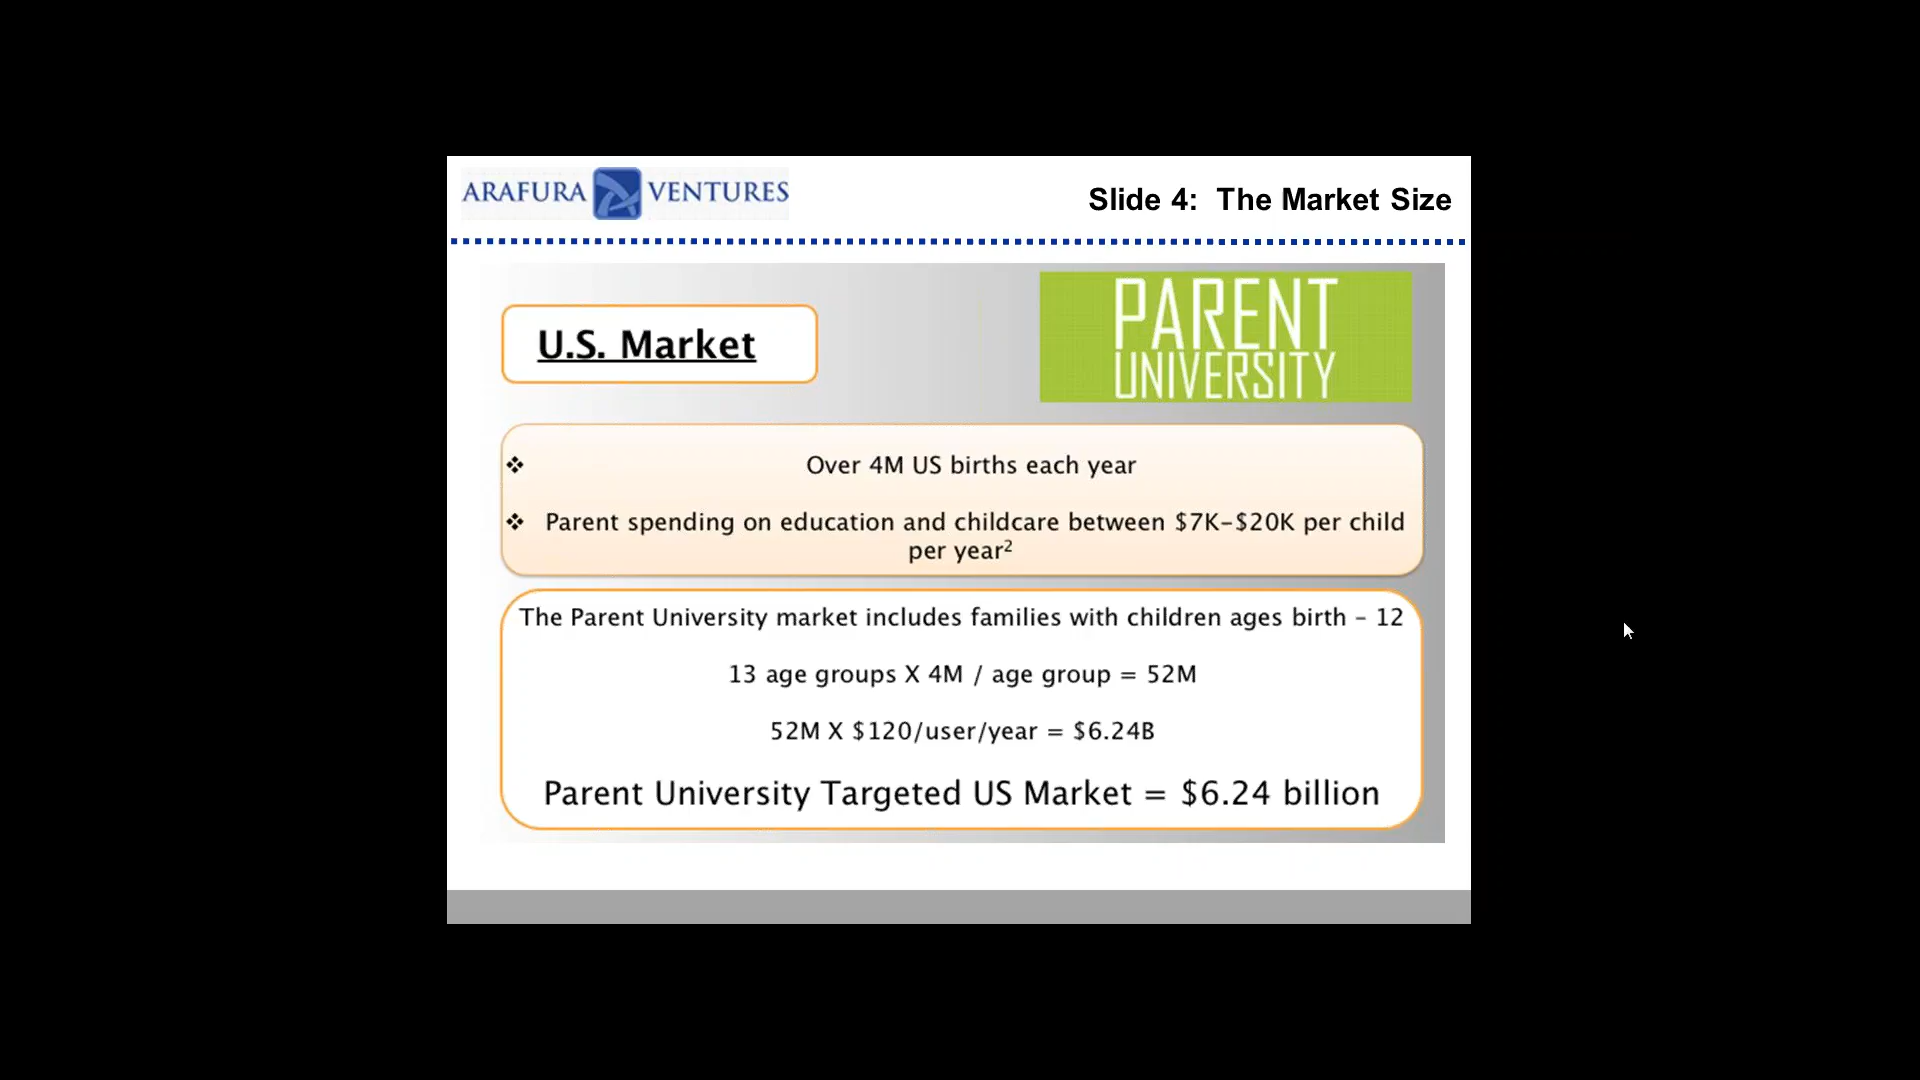 ARAFURA VENTURES
Slide 4: The Market Size
U.S. Market
PARENT
UNIVERSITY
❖ Over 4M US births each year
❖ Parent spending on education and childcare between $7K–$20K per child
per year²
The Parent University market includes families with children ages birth – 12
13 age groups X 4M / age group = 52M
52M X $120/user/year = $6.24B
Parent University Targeted US Market = $6.24 billion